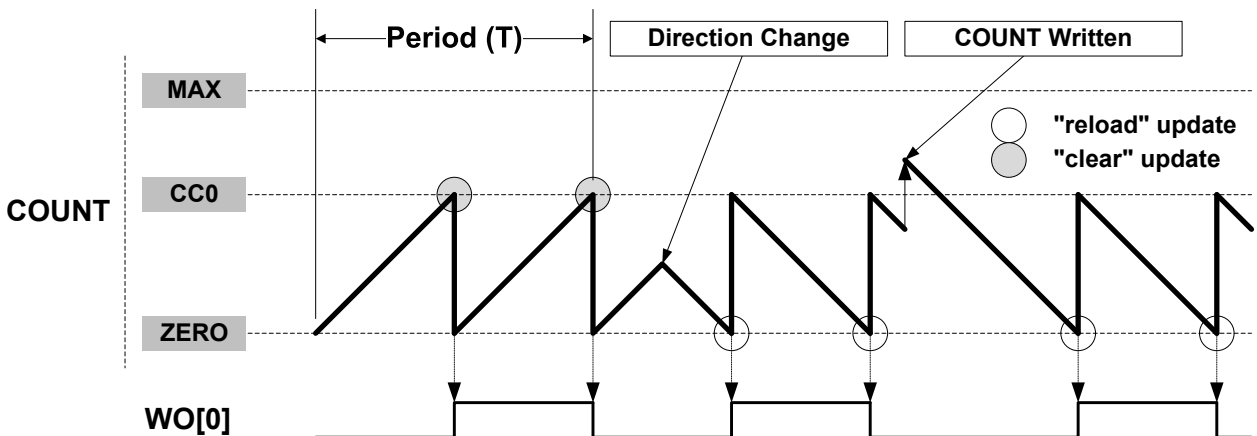 Period (T)
Direction Change
COUNT Written
MAX
"reload" update
"clear" update
CC0
COUNT
ZERO
WO[0]